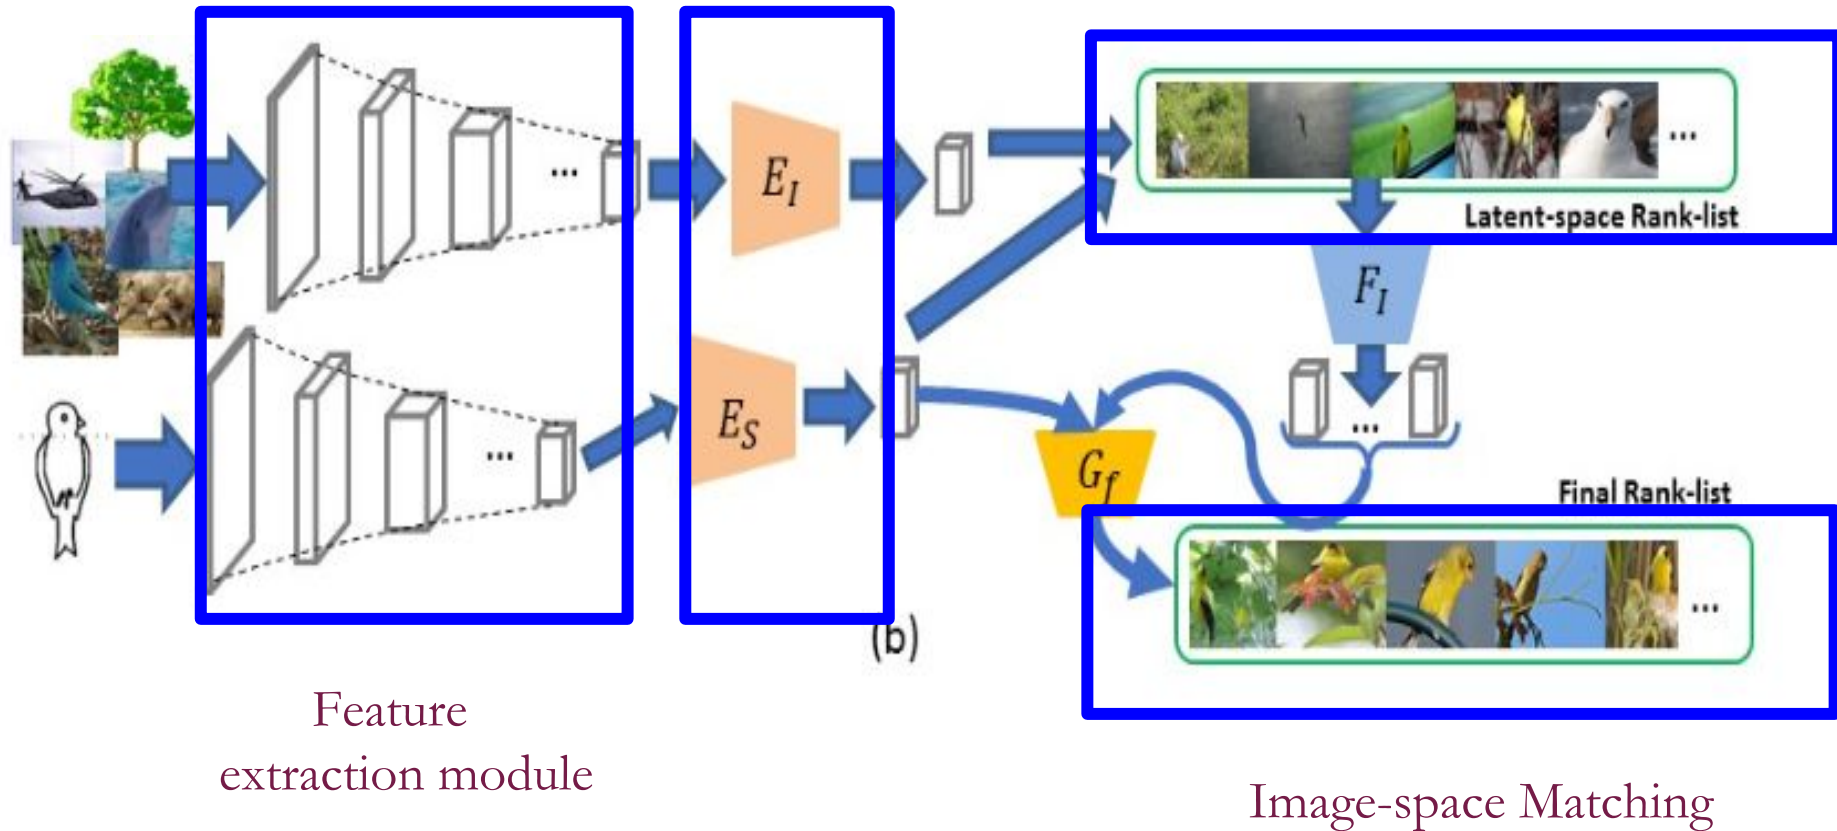 ...
E_I
...
Latent-space Rank-list
F_I
E_S
...
...
G_f
Final Rank-list
...
(b)
Feature
extraction module
Image-space Matching